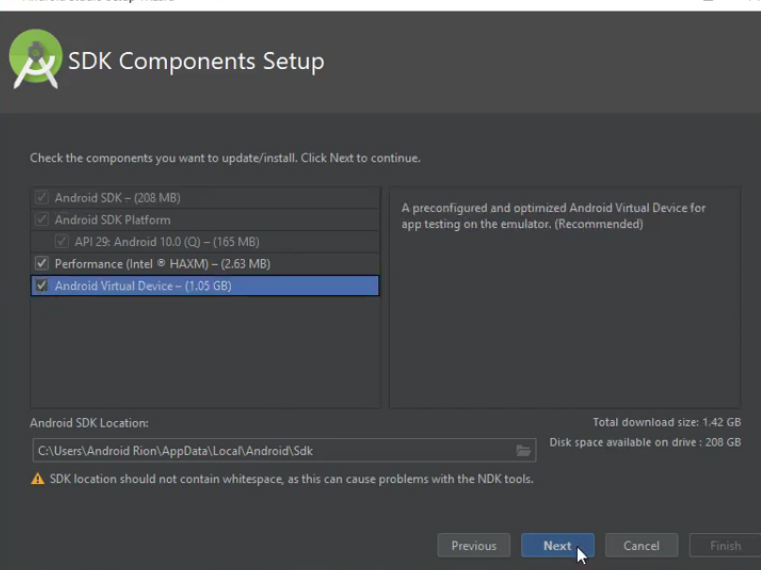 SDK Components Setup
Check the components you want to update/install. Click Next to continue.
Android SDK – (208 MB)
Android SDK Platform
API 29: Android 10.0 (Q) – (165 MB)
Performance (Intel ® HAXM) – (2.63 MB)
Android Virtual Device – (1.05 GB)
A preconfigured and optimized Android Virtual Device for
app testing on the emulator. (Recommended)
Android SDK Location:
C:\Users\Android Rion\AppData\Local\Android\Sdk
Total download size: 1.42 GB
Disk space available on drive : 208 GB
SDK location should not contain whitespace, as this can cause problems with the NDK tools.
Previous
Next
Cancel
Finish